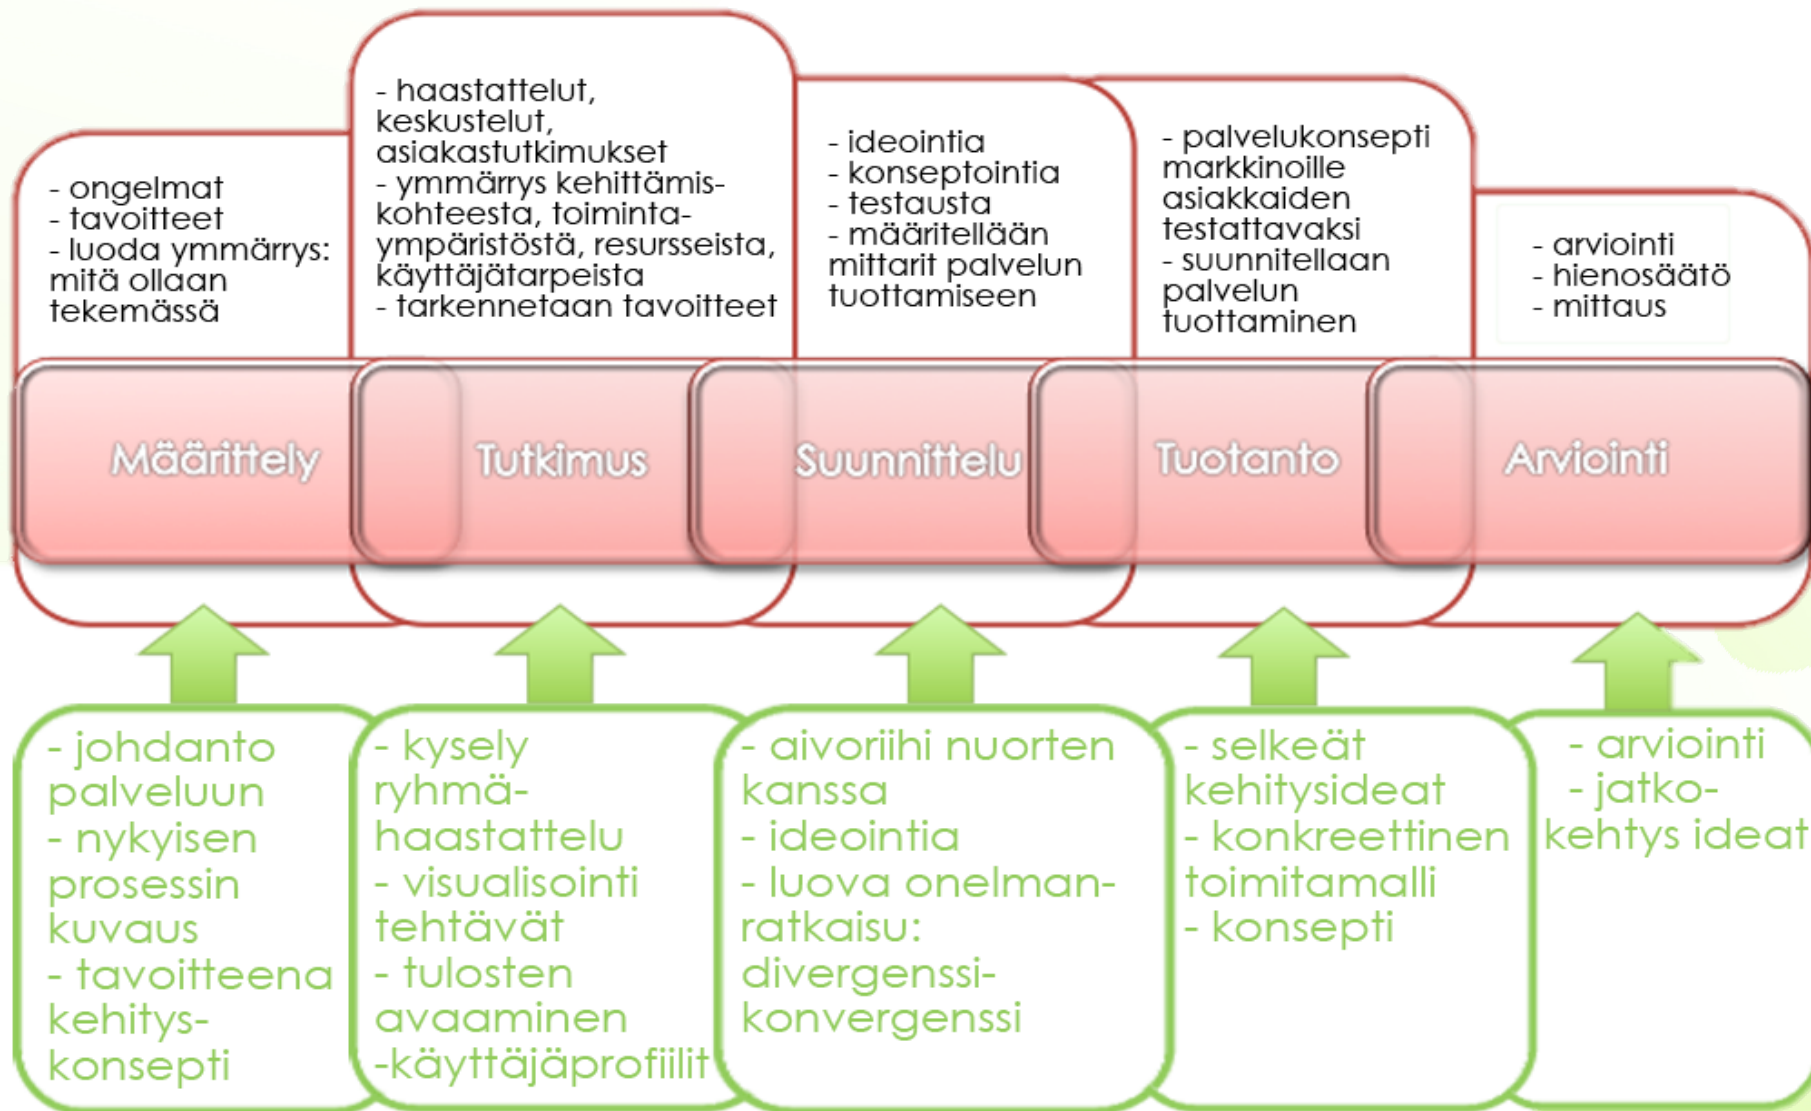 - ongelmat
- tavoitteet
- luoda ymmärrys:
mitä ollaan
tekemässä
- haastattelut,
keskustelut,
asiakastutkimukset
- ymmärrys kehittämis-
kohteesta, toiminta-
ympäristöstä, resursseista,
käyttäjätarpeista
- tarkennetaan tavoitteet
- ideointia
- konseptointia
- testausta
- määritellään
mittarit palvelun
tuottamiseen
- palvelukonsepti
markkinoille
asiakkaiden
testattavaksi
- suunnitellaan
palvelun
tuottaminen
- arviointi
- hienosäätö
- mittaus
Määrittely
Tutkimus
Suunnittelu
Tuotanto
Arviointi
- johdanto
palveluun
- nykyisen
prosessin
kuvaus
- tavoitteena
kehitys-
konsepti
- kysely
ryhmä-
haastattelu
- visualisointi
tehtävät
- tulosten
avaaminen
-käyttäjäprofiilit
- aivoriihi nuorten
kanssa
- ideointia
- luova onelman-
ratkaisu:
divergenssi-
konvergenssi
- selkeät
kehitysideat
- konkreettinen
toimitamalli
- konsepti
- arviointi
- jatko-
kehtys ideat